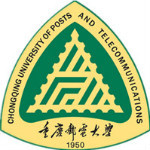 CHONGQING UNIVERSITY OF POSTS AND TELECOMMUNICATIONS
重庆邮电大学
1950